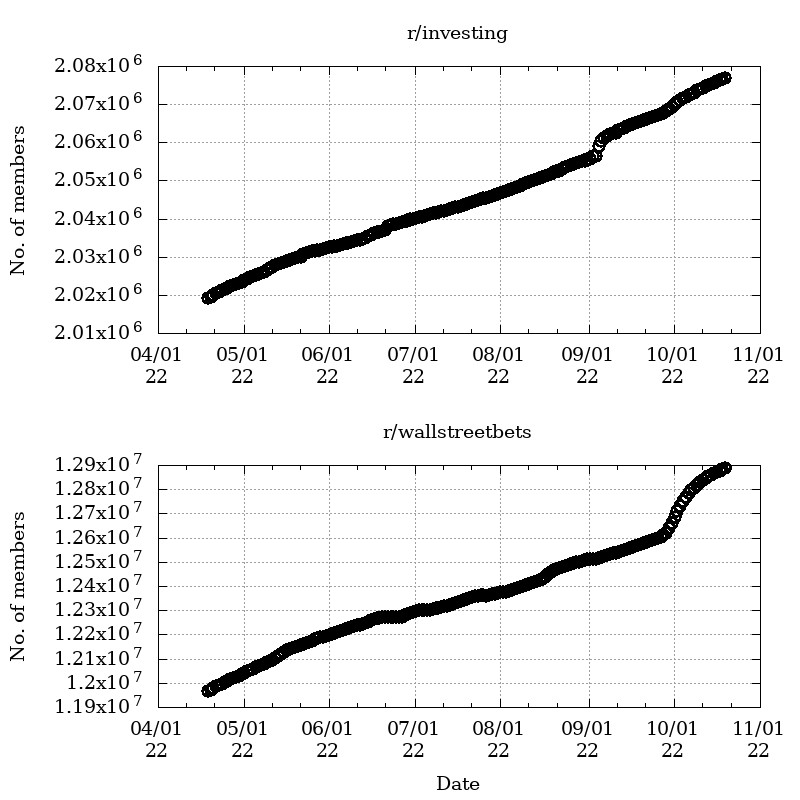 r/investing
2.08x10^6
2.07x10^6
2.06x10^6
2.05x10^6
2.04x10^6
2.03x10^6
2.02x10^6
2.01x10^6
No. of members
04/01 05/01 06/01 07/01 08/01 09/01 10/01 11/01
22 22 22 22 22 22 22 22
r/wallstreetbets
1.29x10^7
1.28x10^7
1.27x10^7
1.26x10^7
1.25x10^7
1.24x10^7
1.23x10^7
1.22x10^7
1.21x10^7
1.2x10^7
1.19x10^7
No. of members
04/01 05/01 06/01 07/01 08/01 09/01 10/01 11/01
22 22 22 22 22 22 22 22
Date